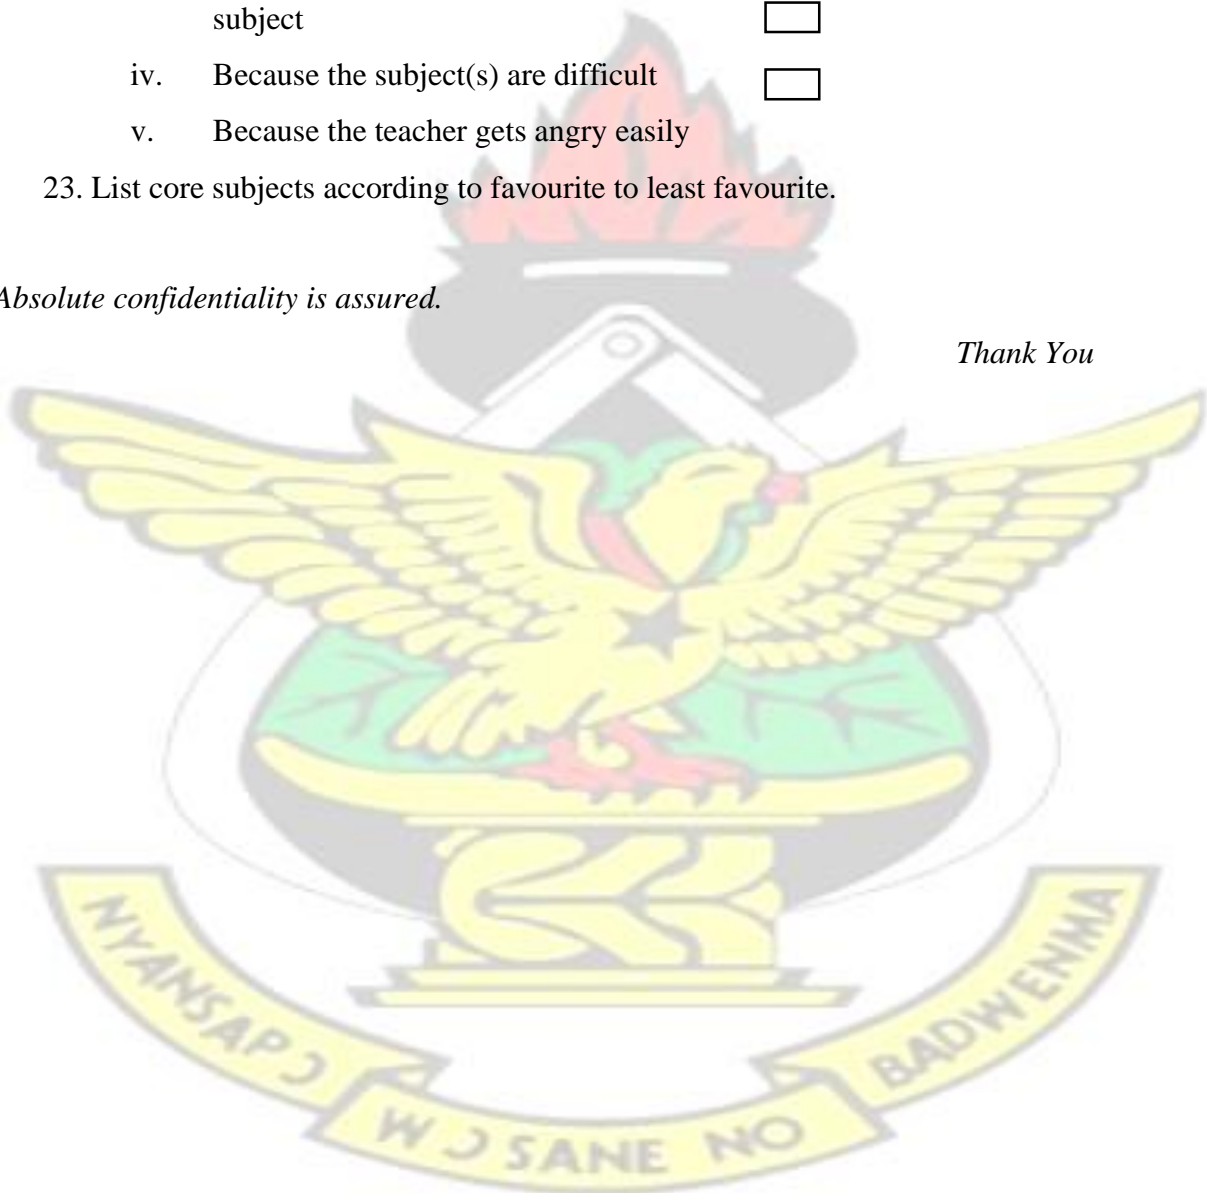 subject
iv. Because the subject(s) are difficult
v. Because the teacher gets angry easily
23. List core subjects according to favourite to least favourite.
Absolute confidentiality is assured.
Thank You
NYANSAPƆ
WƆSANE NO
BADWENMA